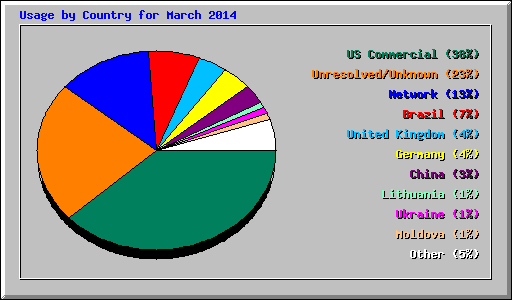 Usage by Country for March 2014
US Commercial (38%)
Unresolved/Unknown (23%)
Network (13%)
Brazil (7%)
United Kingdom (4%)
Germany (4%)
China (3%)
Lithuania (1%)
Ukraine (1%)
Moldova (1%)
Other (5%)